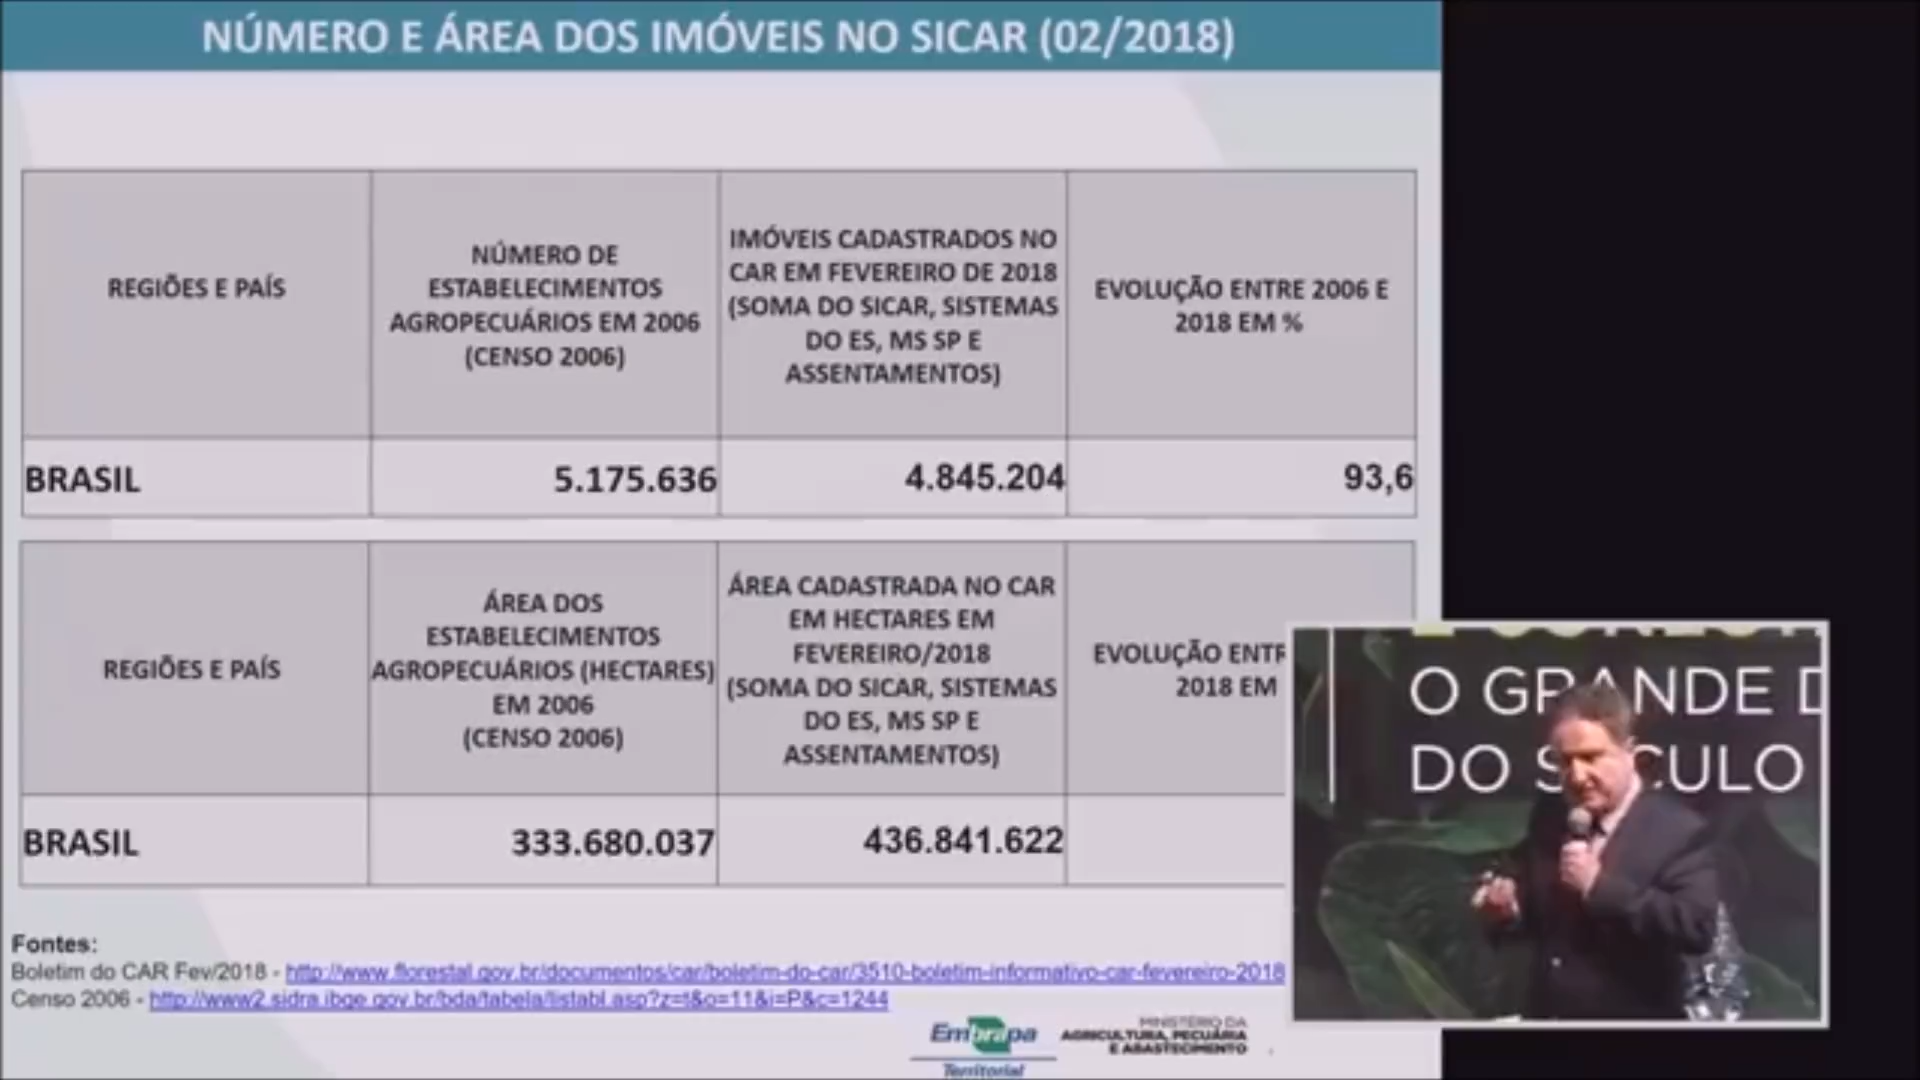 NÚMERO E ÁREA DOS IMÓVEIS NO SICAR (02/2018)
REGIÕES E PAÍS
NÚMERO DE
ESTABELECIMENTOS
AGROPECUÁRIOS EM 2006
(CENSO 2006)
IMÓVEIS CADASTRADOS NO
CAR EM FEVEREIRO DE 2018
(SOMA DO SICAR, SISTEMAS
DO ES, MS SP E
ASSENTAMENTOS)
EVOLUÇÃO ENTRE 2006 E
2018 EM %
BRASIL
5.175.636
4.845.204
93,6
REGIÕES E PAÍS
ÁREA DOS
ESTABELECIMENTOS
AGROPECUÁRIOS (HECTARES)
EM 2006
(CENSO 2006)
ÁREA CADASTRADA NO CAR
EM HECTARES EM
FEVEREIRO/2018
(SOMA DO SICAR, SISTEMAS
DO ES, MS SP E
ASSENTAMENTOS)
EVOLUÇÃO ENTR
2018 EM
BRASIL
333.680.037
436.841.622
O GRANDE D
DO SÉCULO
Fontes:
Boletim do CAR Fev/2018 - http://www.florestal.gov.br/documentos/car/boletim-do-car/3510-boletim-informativo-car-fevereiro-2018
Censo 2006 - http://www2.sidra.ibge.gov.br/bda/tabela/listabl.asp?z=t&o=11&i=P&c=1244
Embrapa
Territorial
MINISTÉRIO DA
AGRICULTURA, PECUÁRIA
E ABASTECIMENTO